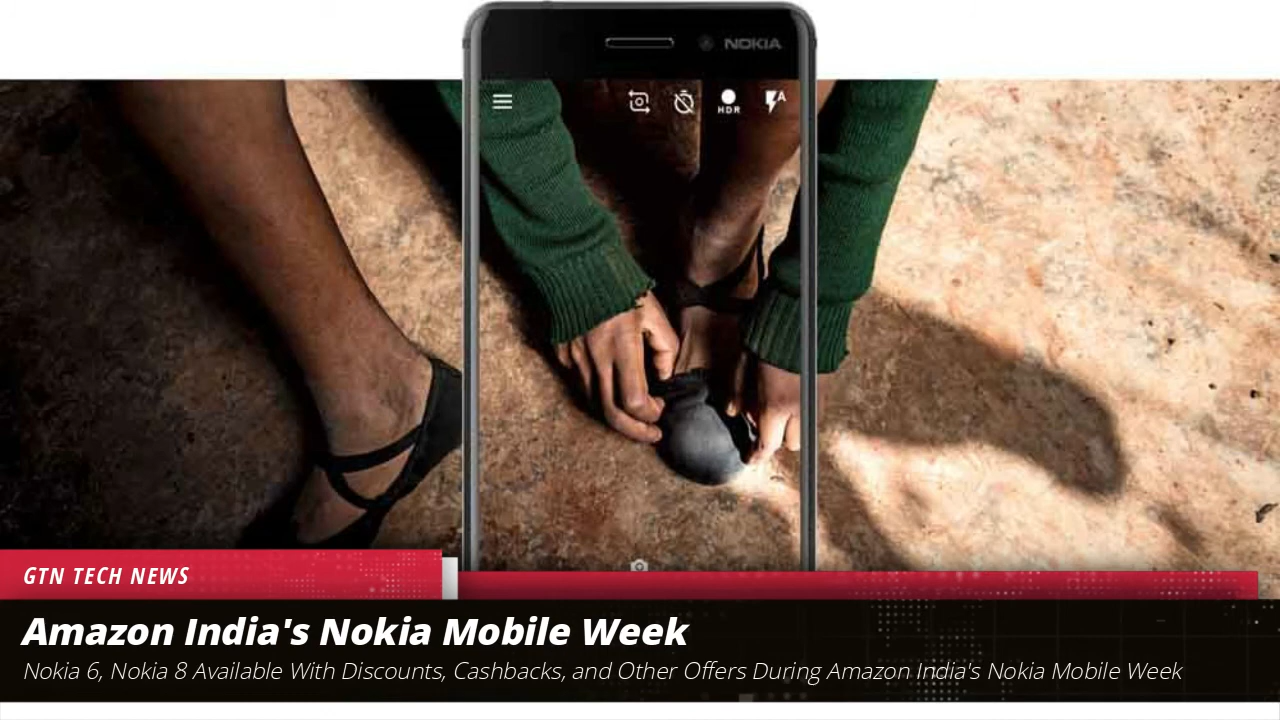 NOKIA
HDR
A
GTN TECH NEWS
Amazon India's Nokia Mobile Week
Nokia 6, Nokia 8 Available With Discounts, Cashbacks, and Other Offers During Amazon India's Nokia Mobile Week